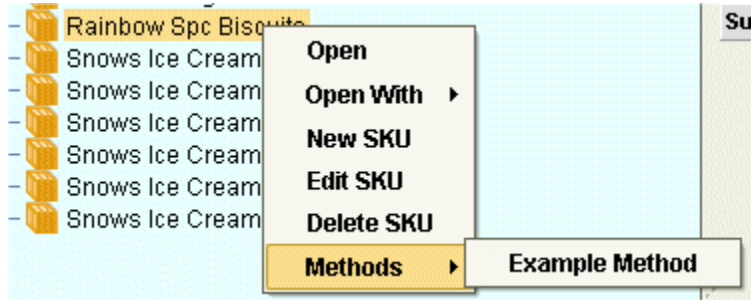 Rainbow Spc Biscuits
Snows Ice Cream
Snows Ice Cream
Snows Ice Cream
Snows Ice Cream
Snows Ice Cream
Snows Ice Cream
Open
Open With
New SKU
Edit SKU
Delete SKU
Methods
Example Method
Su